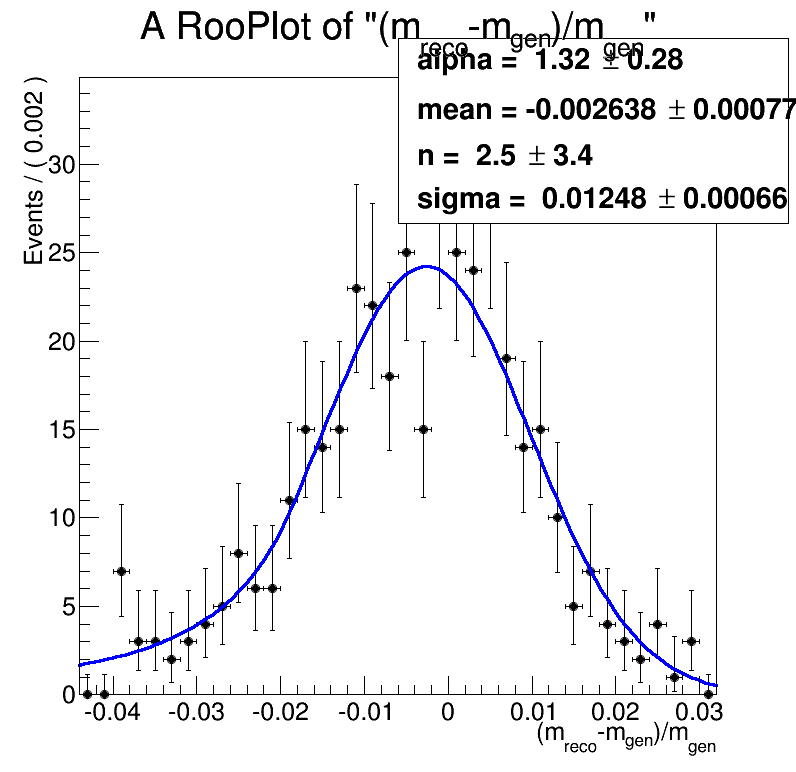 A RooPlot of "(m_reco-m_gen)/m_gen"
alpha = 1.32 ± 0.28
mean = -0.002638 ± 0.00077
n = 2.5 ± 3.4
sigma = 0.01248 ± 0.00066
Events / ( 0.002 )
30
25
20
15
10
5
0
-0.04 -0.03 -0.02 -0.01 0 0.01 0.02 0.03
(m_reco-m_gen)/m_gen